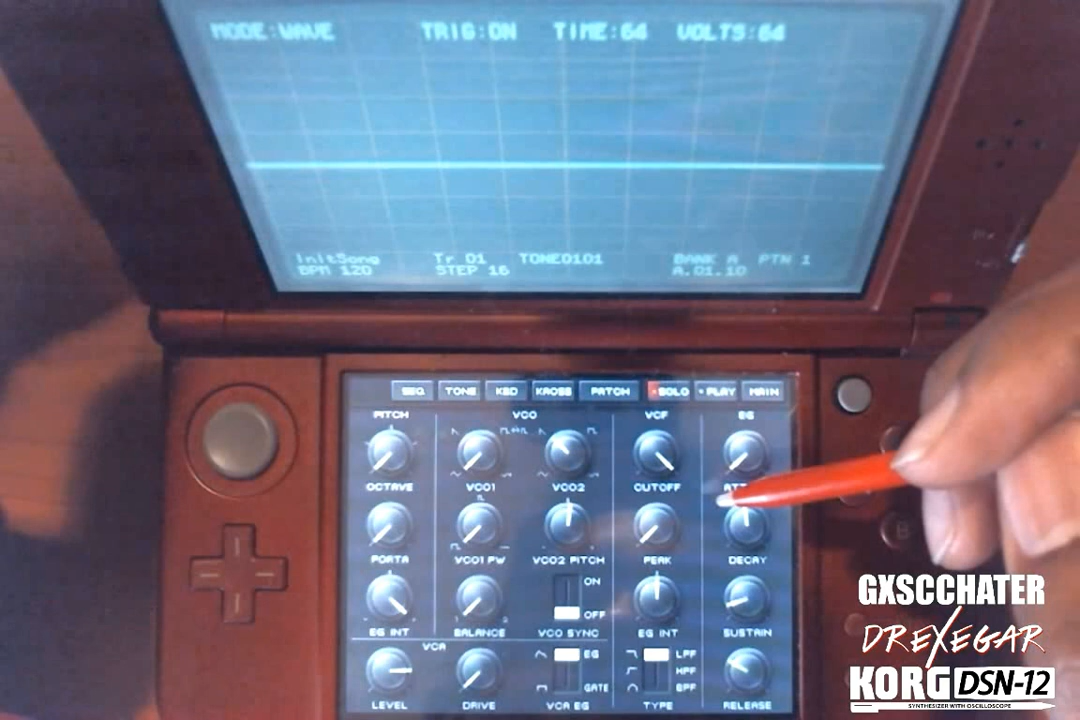 MODE:WAVE TRIG:ON TIME:64 VOLTS:64
InitSong Tr 01 TONE0101 BANK A PTN 1
BPM 120 STEP 16 A.01.10
SEQ. TONE KBD KROSS PATCH SOLO PLAY MAIN
PITCH VCO VCF EG
OCTAVE VCO1 VCO2 CUTOFF
PORTA VCO1 PW VCO2 PITCH PEAK DECAY
ON
OFF
EG INT BALANCE VCO SYNC EG INT SUSTAIN
VCA
EG LPF
HPF
GATE BPF
LEVEL DRIVE VCA EG TYPE RELEASE
B
GXSCCHATER
DREXEGAR
KORG DSN-12
SYNTHESIZER WITH OSCILLOSCOPE